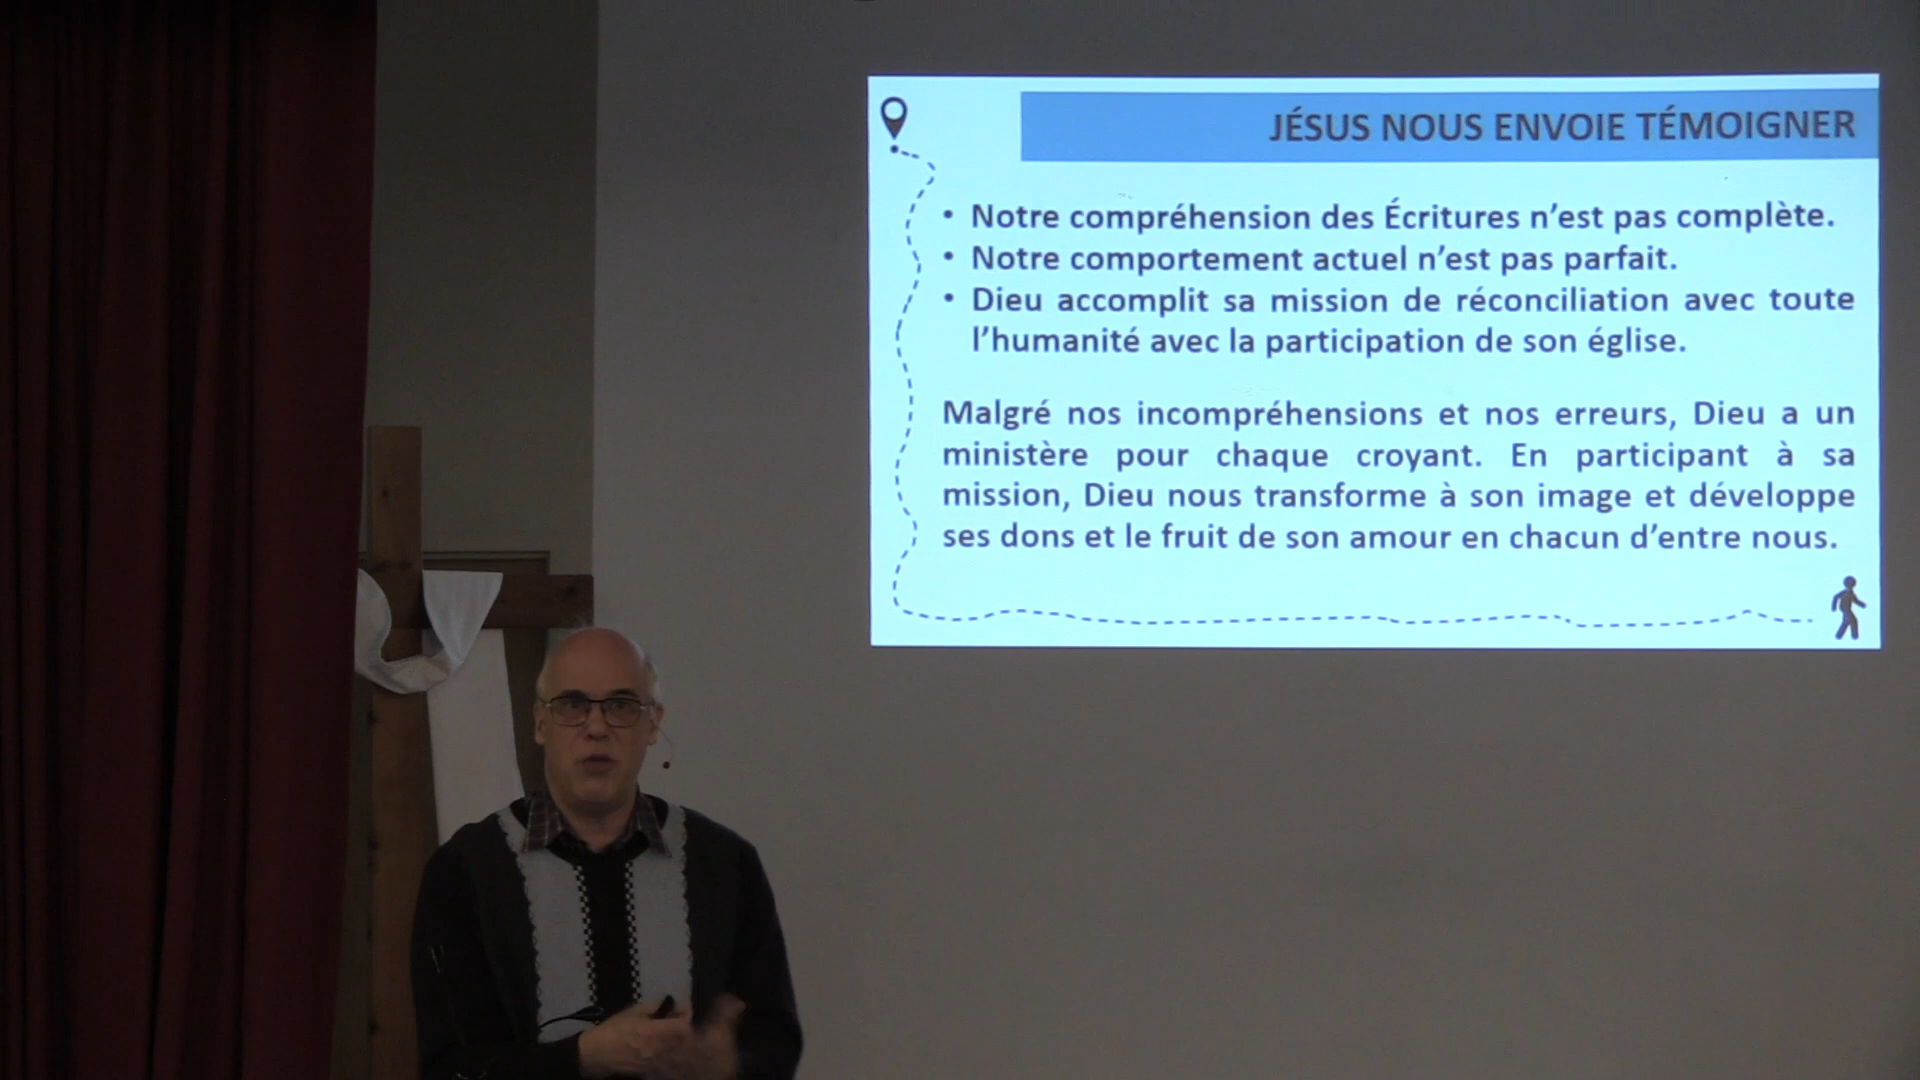 JÉSUS NOUS ENVOIE TÉMOIGNER
• Notre compréhension des Écritures n’est pas complète.
• Notre comportement actuel n’est pas parfait.
• Dieu accomplit sa mission de réconciliation avec toute
l’humanité avec la participation de son église.
Malgré nos incompréhensions et nos erreurs, Dieu a un
ministère pour chaque croyant. En participant à sa
mission, Dieu nous transforme à son image et développe
ses dons et le fruit de son amour en chacun d’entre nous.